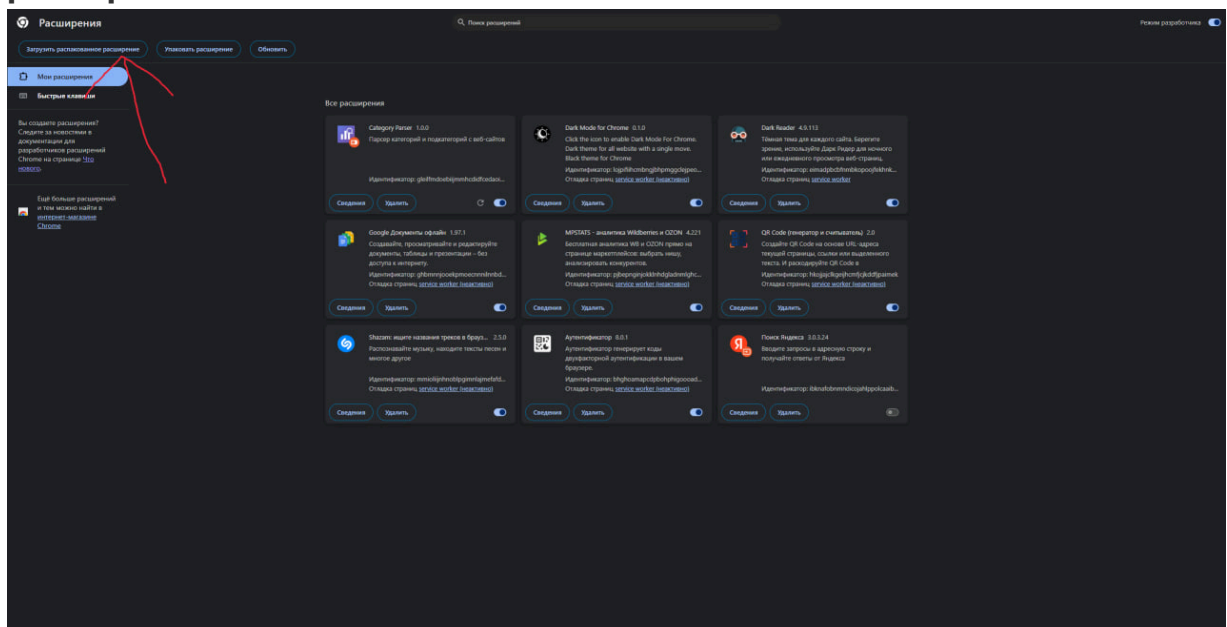 Расширения
Поиск расширений
Режим разработчика
Загрузить распакованное расширение
Упаковать расширение
Обновить
Мои расширения
Быстрые клавиши
Вы создаете расширение?
Следите за новостями в
документации для
разработчиков расширений
Chrome на странице Что
нового.
Ещё больше расширений
и тем можно найти в
интернет-магазине
Chrome
Все расширения
Category Parser 1.0.0
Парсер категорий и подкатегорий с веб-сайтов
Идентификатор:
Сведения
Удалить
Dark Mode for Chrome 0.1.0
Click the icon to enable Dark Mode For Chrome.
Dark theme for all website with a single move.
Black theme for Chrome
Идентификатор:
Отладка страниц service worker (неактивно)
Сведения
Удалить
Dark Reader 4.9.113
Тёмная тема для каждого сайта. Берегите
зрение, используйте Дарк Ридер для ночного
или ежедневного просмотра веб-страниц.
Идентификатор:
Отладка страниц service worker
Сведения
Удалить
Google Документы офлайн 1.97.1
Создавайте, просматривайте и редактируйте
документы, таблицы и презентации – без
доступа к интернету.
Идентификатор:
Отладка страниц service worker (неактивно)
Сведения
Удалить
MPSTATS - аналитика Wildberries и OZON 4.221
Бесплатная аналитика WB и OZON прямо на
странице маркетплейсов: выбрать нишу,
анализировать конкурентов.
Идентификатор:
Отладка страниц service worker (неактивно)
Сведения
Удалить
QR Code (генератор и считыватель) 2.0
Создайте QR Code на основе URL-адреса
текущей страницы, ссылки или выделенного
текста. И расходируйте QR Code в
Идентификатор:
Отладка страниц service worker (неактивно)
Сведения
Удалить
Shazam: ищите названия треков в брауз... 2.3.0
Распознавайте музыку, находите тексты песен и
многое другое
Идентификатор:
Отладка страниц service worker (неактивно)
Сведения
Удалить
Аутентификатор 8.0.1
Аутентификатор генерирует коды
двухфакторной аутентификации в вашем
браузере.
Идентификатор:
Отладка страниц service worker (неактивно)
Сведения
Удалить
Поиск Яндекса 3.0.3.24
Вводите запросы в адресную строку и
получайте ответы от Яндекса
Идентификатор:
Сведения
Удалить